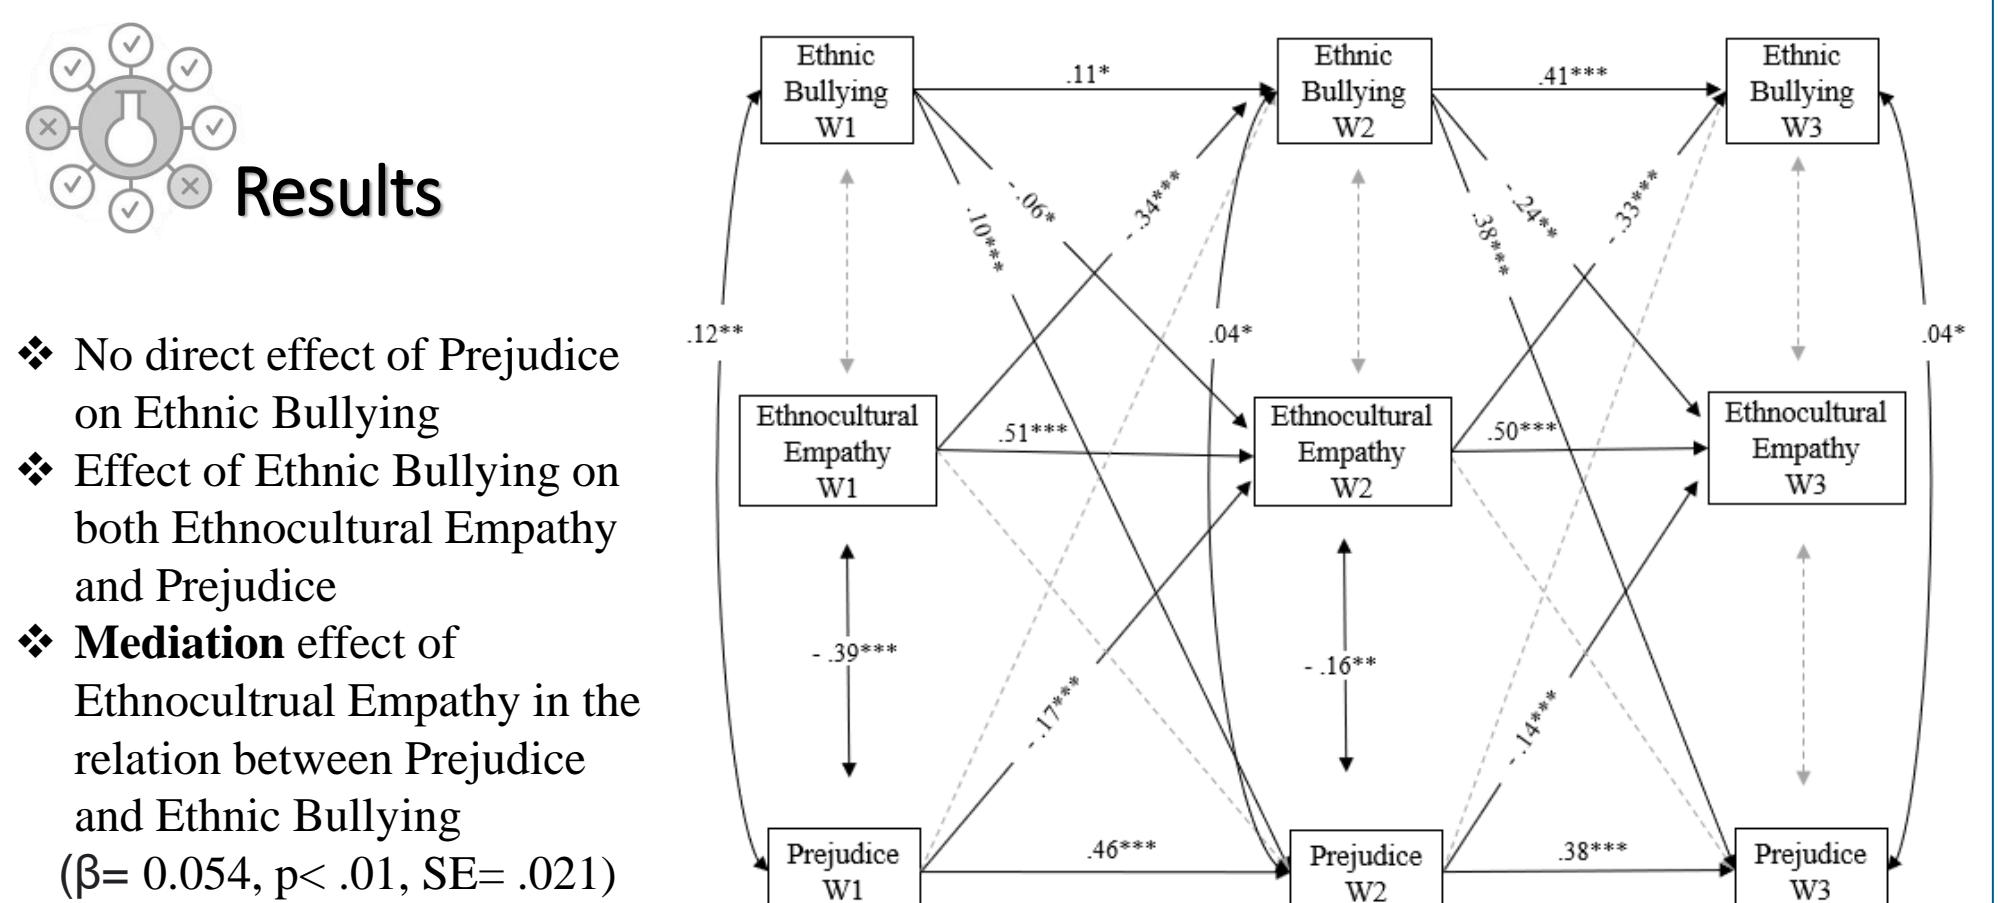 Results
❖ No direct effect of Prejudice
on Ethnic Bullying
❖ Effect of Ethnic Bullying on
both Ethnocultural Empathy
and Prejudice
❖ Mediation effect of
Ethnocultrual Empathy in the
relation between Prejudice
and Ethnic Bullying
(β= 0.054, p< .01, SE= .021)
Ethnic
Bullying
W1
.11*
Ethnic
Bullying
W2
.41***
Ethnic
Bullying
W3
- .06*
.10***
- .34***
- .24**
.38***
- .33***
.12**
.04*
.04*
Ethnocultural
Empathy
W1
.51***
Ethnocultural
Empathy
W2
.50***
Ethnocultural
Empathy
W3
- .39***
- .17***
- .16**
- .14***
Prejudice
W1
.46***
Prejudice
W2
.38***
Prejudice
W3